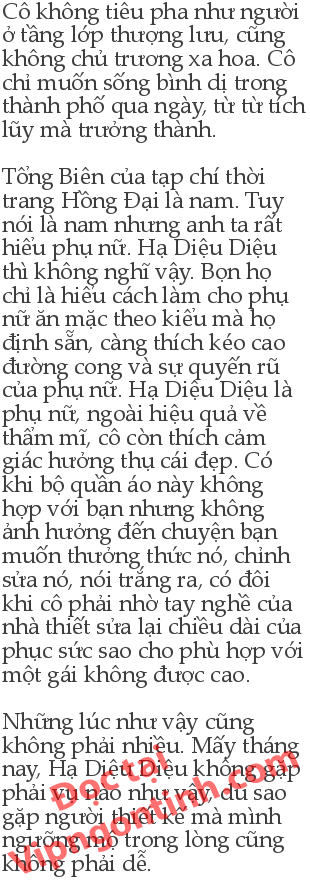 Cô không tiêu pha như người
ở tầng lớp thượng lưu, cũng
không chủ trương xa hoa. Cô
chỉ muốn sống bình dị trong
thành phố qua ngày, từ từ tích
lũy mà trưởng thành.
Tổng Biên của tạp chí thời
trang Hồng Đại là nam. Tuy
nói là nam nhưng anh ta rất
hiểu phụ nữ. Hạ Diệu Diệu
thì không nghĩ vậy. Bọn họ
chỉ là hiểu cách làm cho phụ
nữ ăn mặc theo kiểu mà họ
định sẵn, càng thích kéo cao
đường cong và sự quyến rũ
của phụ nữ. Hạ Diệu Diệu là
phụ nữ, ngoài hiệu quả về
thẩm mĩ, cô còn thích cảm
giác hưởng thụ cái đẹp. Có
khi bộ quần áo này không
hợp với bạn nhưng không
ảnh hưởng đến chuyện bạn
muốn thưởng thức nó, chỉnh
sửa nó, nói trắng ra, có đôi
khi cô phải nhờ tay nghề của
nhà thiết sửa lại chiều dài của
phục sức sao cho phù hợp với
một gái không được cao.
Những lúc như vậy cũng
không phải nhiều. Mấy tháng
nay, Hạ Diệu Diệu không gặp
phải vụ nào như vậy, dù sao
gặp người thiết kế mà mình
ngưỡng mộ trong lòng cũng
không phải dễ.
Đọc tại
Vipngontinh.com